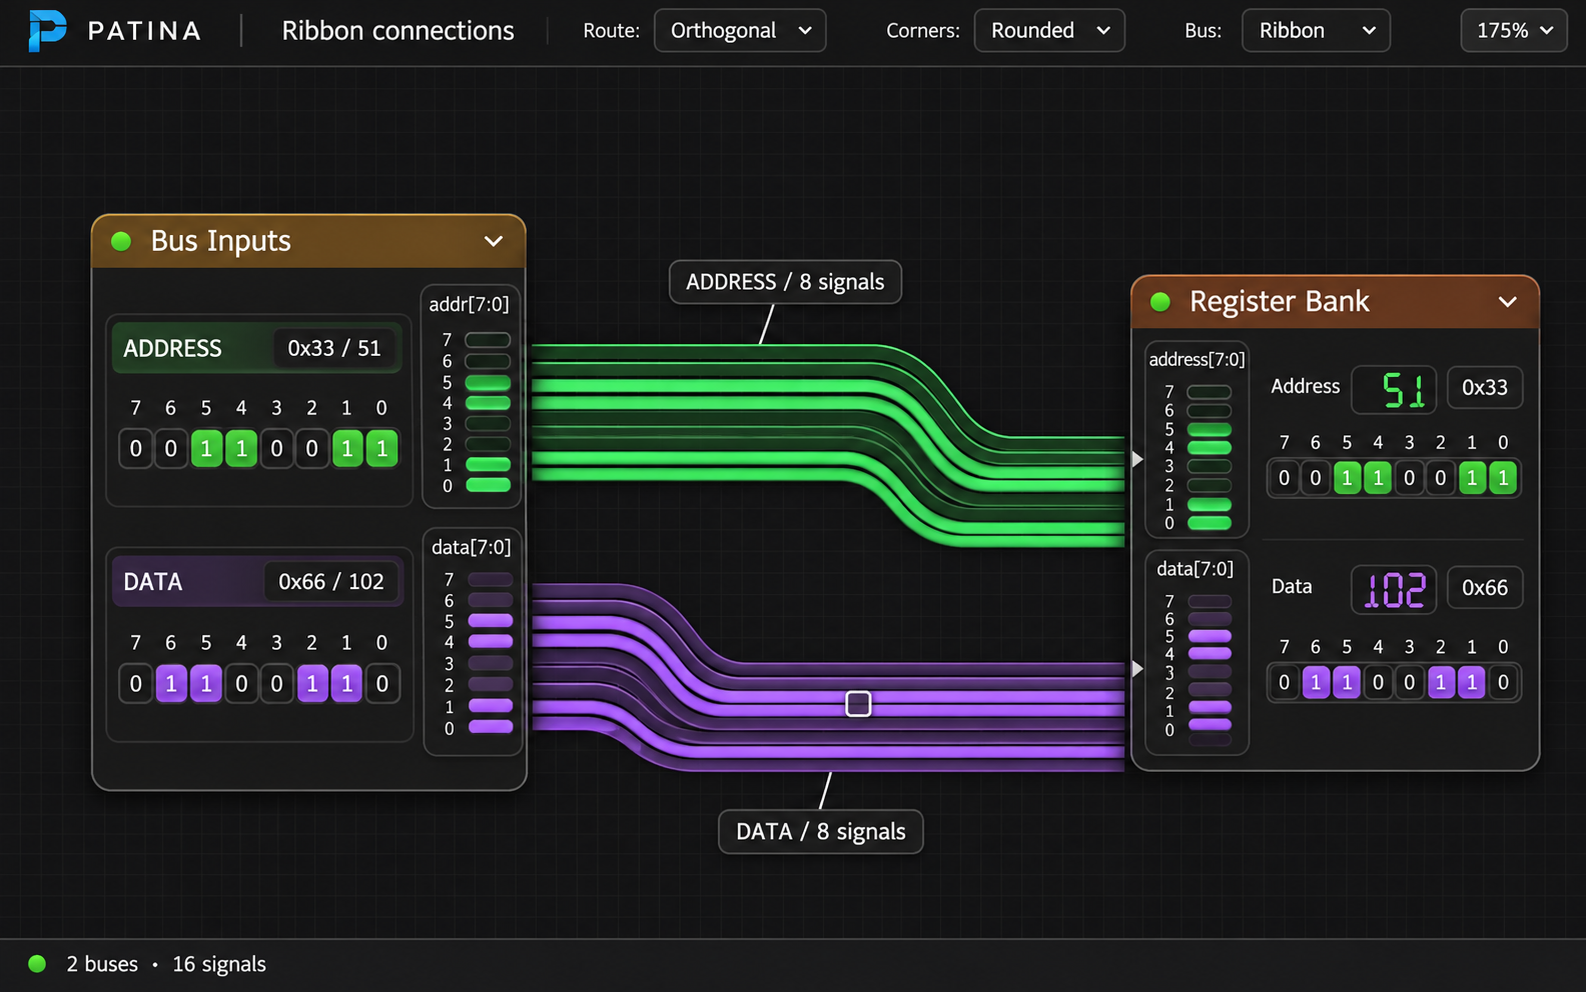 PATINA
Ribbon connections
Route: Orthogonal
Corners: Rounded
Bus: Ribbon
175%
Bus Inputs
ADDRESS 0x33 / 51
7 6 5 4 3 2 1 0
0 0 1 1 0 0 1 1
addr[7:0]
7
6
5
4
3
2
1
0
DATA 0x66 / 102
7 6 5 4 3 2 1 0
0 1 1 0 0 1 1 0
data[7:0]
7
6
5
4
3
2
1
0
ADDRESS / 8 signals
DATA / 8 signals
Register Bank
address[7:0]
7
6
5
4
3
2
1
0
Address 51 0x33
7 6 5 4 3 2 1 0
0 0 1 1 0 0 1 1
data[7:0]
7
6
5
4
3
2
1
0
Data 102 0x66
7 6 5 4 3 2 1 0
0 1 1 0 0 1 1 0
2 buses • 16 signals